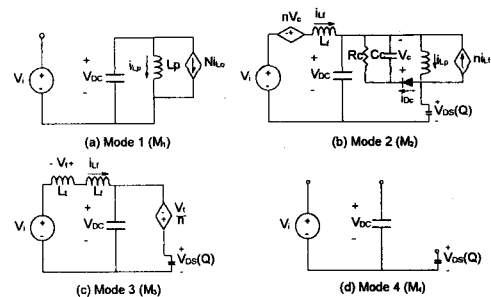 Vi
+
VDC
-
iLp
Lp
NiLo
(a) Mode 1 (M₁)
nVc
iLf
Lf
Vi
+
VDC
-
Rc
Cc
+
Vc
-
iLp
niLf
iDc
+
VDS(Q)
-
(b) Mode 2 (M₂)
- Vt +
iLf
Lt
Lf
Vi
+
VDC
-
Vt
n
+
VDS(Q)
-
(c) Mode 3 (M₃)
Vi
+
VDC
-
+
VDS(Q)
-
(d) Mode 4 (M₄)